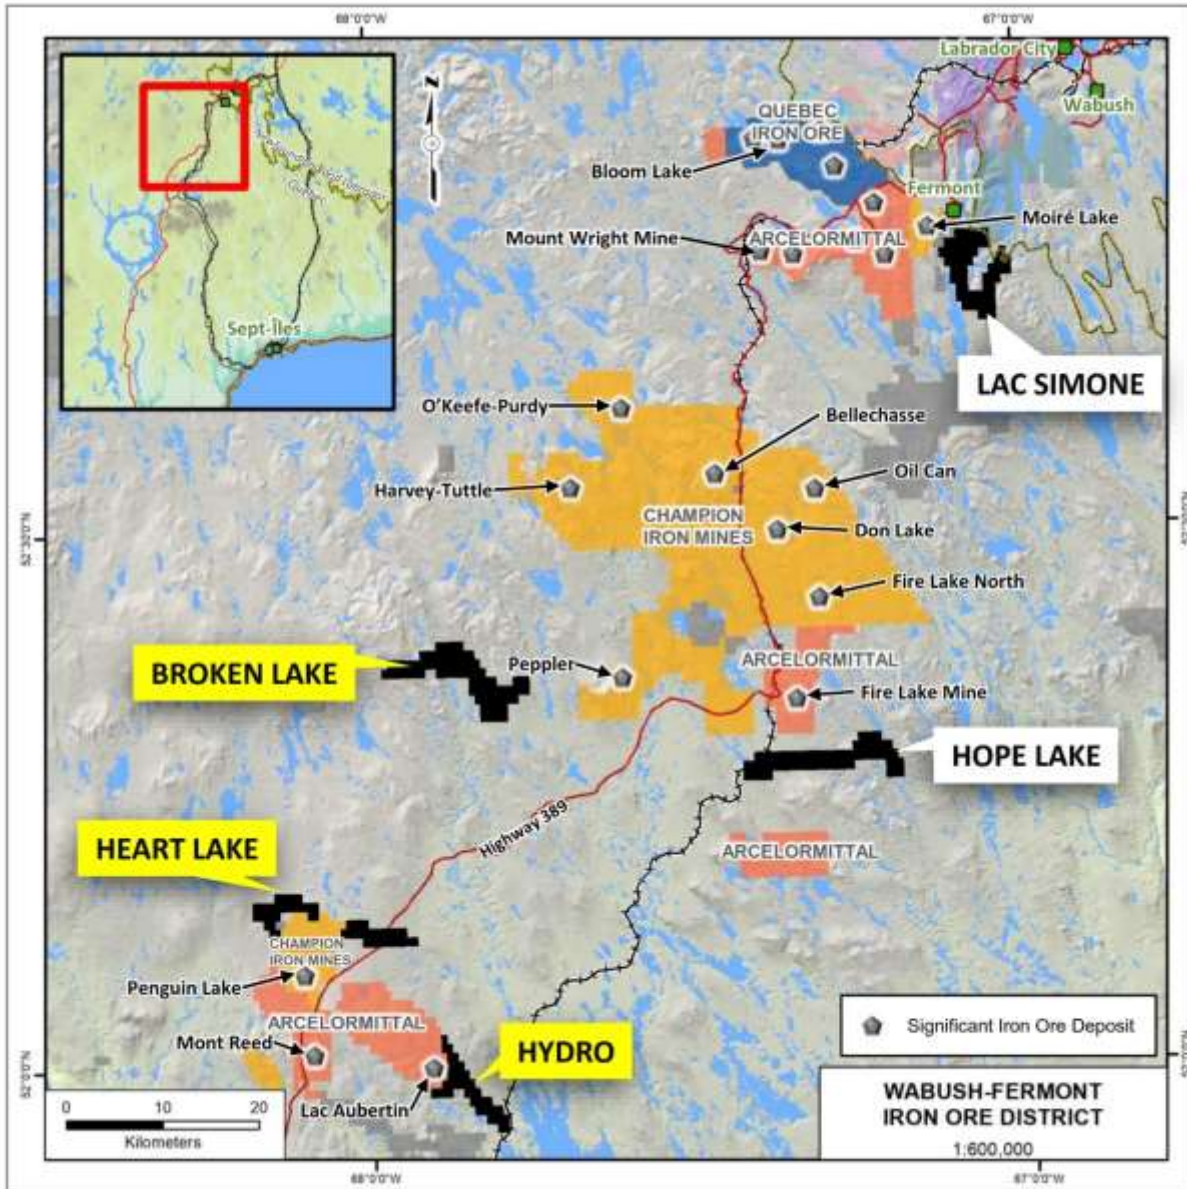 68°0'0"W
67°0'0"W
Labrador City
Wabush
QUEBEC
IRON ORE
Bloom Lake
Fermont
Moiré Lake
Mount Wright Mine
ARCELORMITTAL
Sept-Îles
LAC SIMONE
O'Keefe-Purdy
Bellechasse
Harvey-Tuttle
Oil Can
CHAMPION
IRON MINES
Don Lake
52°30'0"N
Fire Lake North
BROKEN LAKE
Peppler
ARCELORMITTAL
Fire Lake Mine
HOPE LAKE
Highway 389
HEART LAKE
ARCELORMITTAL
CHAMPION
IRON MINES
Penguin Lake
ARCELORMITTAL
Significant Iron Ore Deposit
Mont Reed
HYDRO
52°0'0"N
Lac Aubertin
0 10 20
Kilometers
WABUSH-FERMONT
IRON ORE DISTRICT
1:600,000
68°0'0"W
67°0'0"W